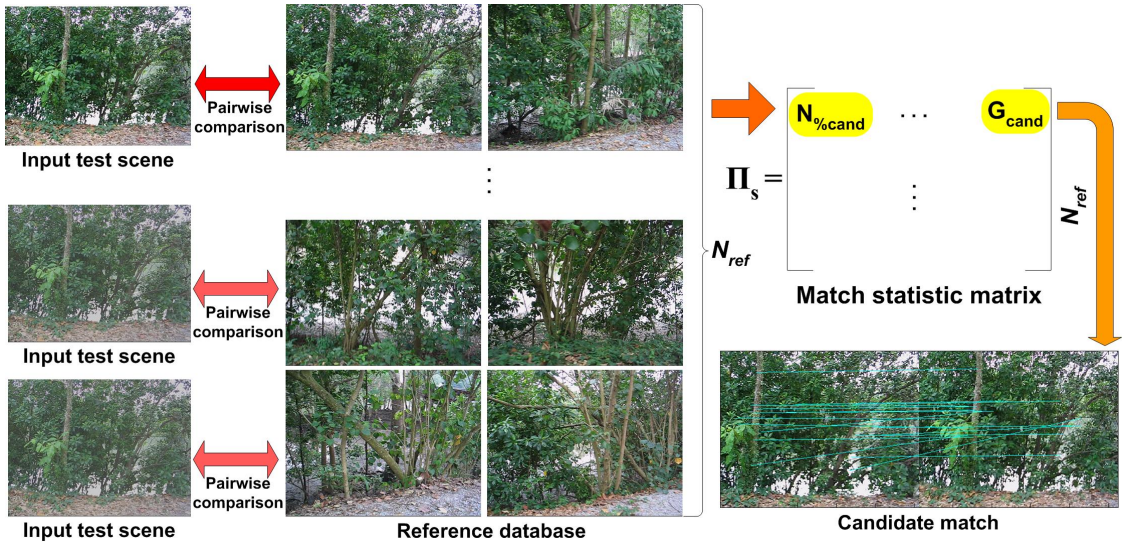 Pairwise
comparison
Input test scene
⋮
Pairwise
comparison
Input test scene
Pairwise
comparison
Input test scene
Reference database
N_ref
Π_s =
N_%cand ... G_cand
⋮
N_ref
Match statistic matrix
Candidate match